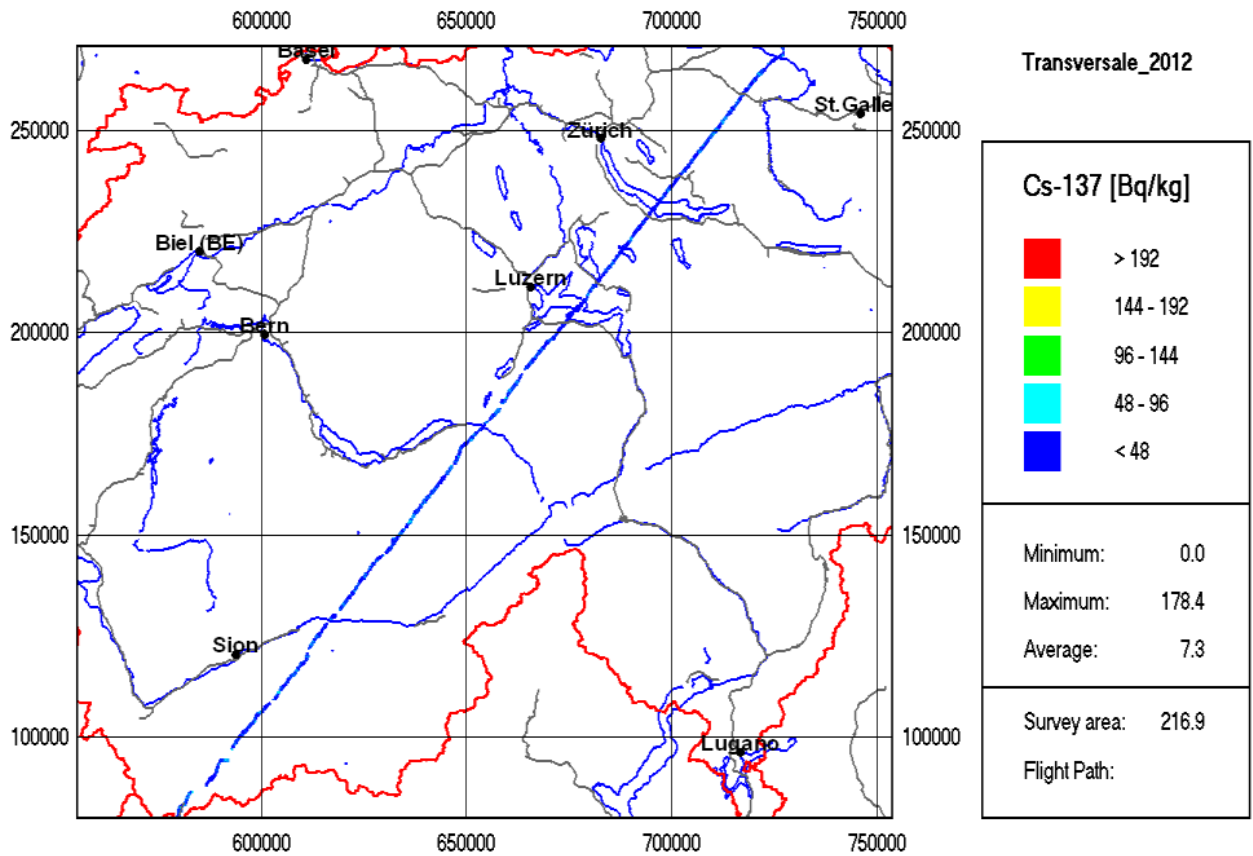 600000 650000 700000 750000
Transversale_2012
Basel
St.Galle
250000 250000
Zürich
Cs-137 [Bq/kg]
> 192
Biel (BE)
144 - 192
Luzern
200000 200000
Bern
96 - 144
48 - 96
< 48
150000 150000
Minimum: 0.0
Maximum: 178.4
Sion
Average: 7.3
Survey area: 216.9
100000 100000
Lugano
Flight Path:
600000 650000 700000 750000